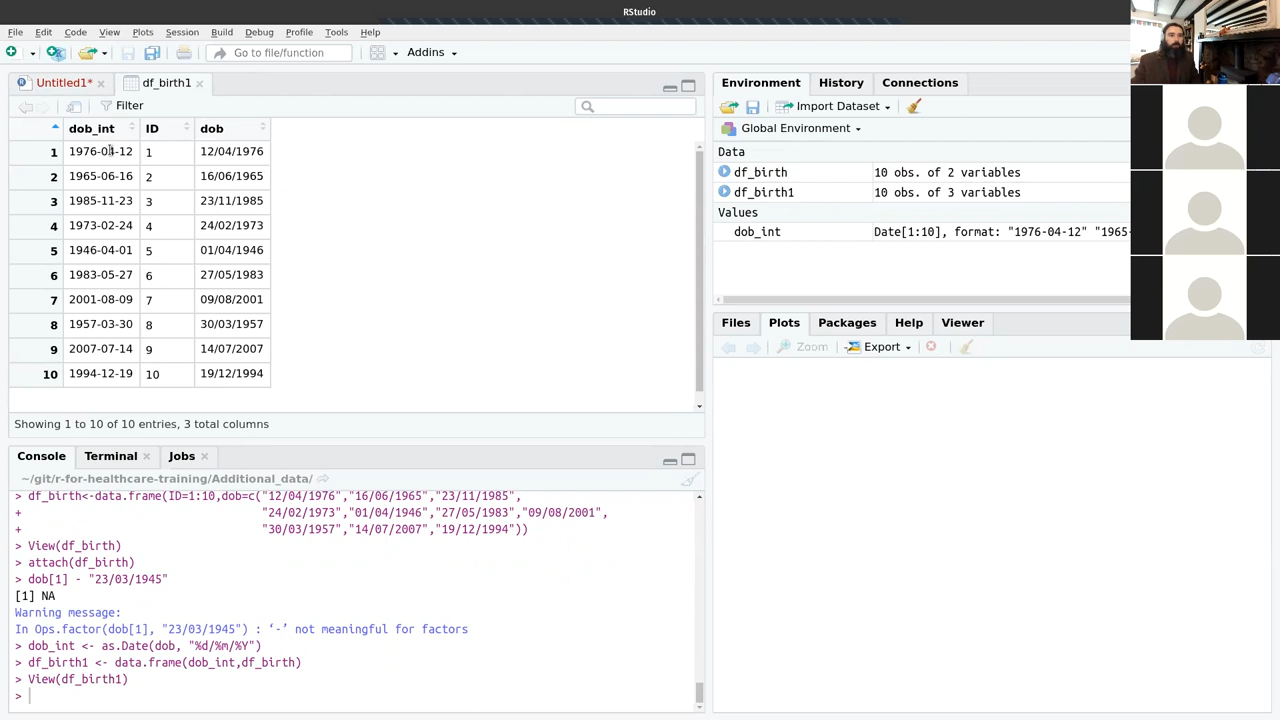 RStudio
File Edit Code View Plots Session Build Debug Profile Tools Help
Go to file/function Addins
Untitled1* df_birth1
Filter
dob_int ID dob
1 1976-04-12 1 12/04/1976
2 1965-06-16 2 16/06/1965
3 1985-11-23 3 23/11/1985
4 1973-02-24 4 24/02/1973
5 1946-04-01 5 01/04/1946
6 1983-05-27 6 27/05/1983
7 2001-08-09 7 09/08/2001
8 1957-03-30 8 30/03/1957
9 2007-07-14 9 14/07/2007
10 1994-12-19 10 19/12/1994
Showing 1 to 10 of 10 entries, 3 total columns
Console Terminal Jobs
~/git/r-for-healthcare-training/Additional_data/
> df_birth<-data.frame(ID=1:10,dob=c("12/04/1976","16/06/1965","23/11/1985",
+ "24/02/1973","01/04/1946","27/05/1983","09/08/2001",
+ "30/03/1957","14/07/2007","19/12/1994"))
> View(df_birth)
> attach(df_birth)
> dob[1] - "23/03/1945"
[1] NA
Warning message:
In Ops.factor(dob[1], "23/03/1945") : ‘-’ not meaningful for factors
> dob_int <- as.Date(dob, "%d/%m/%Y")
> df_birth1 <- data.frame(dob_int,df_birth)
> View(df_birth1)
>
Environment History Connections
Import Dataset
Global Environment
Data
df_birth 10 obs. of 2 variables
df_birth1 10 obs. of 3 variables
Values
dob_int Date[1:10], format: "1976-04-12" "1965-
Files Plots Packages Help Viewer
Zoom Export